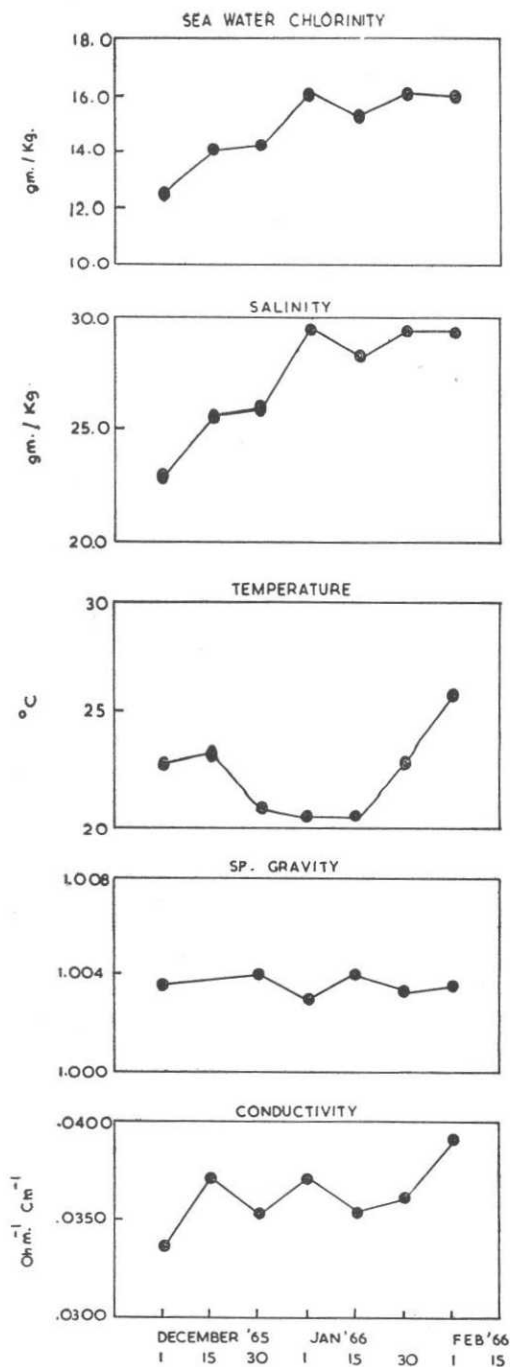 SEA WATER CHLORINITY
18.0
16.0
14.0
12.0
10.0
gm./Kg.
SALINITY
30.0
25.0
20.0
gm./Kg.
TEMPERATURE
30
25
20
°C
SP. GRAVITY
1.008
1.004
1.000
CONDUCTIVITY
.0400
.0350
.0300
Ohm.⁻¹ Cm⁻¹
DECEMBER '65 JAN '66 FEB '66
1 15 30 1 15 30 1 15